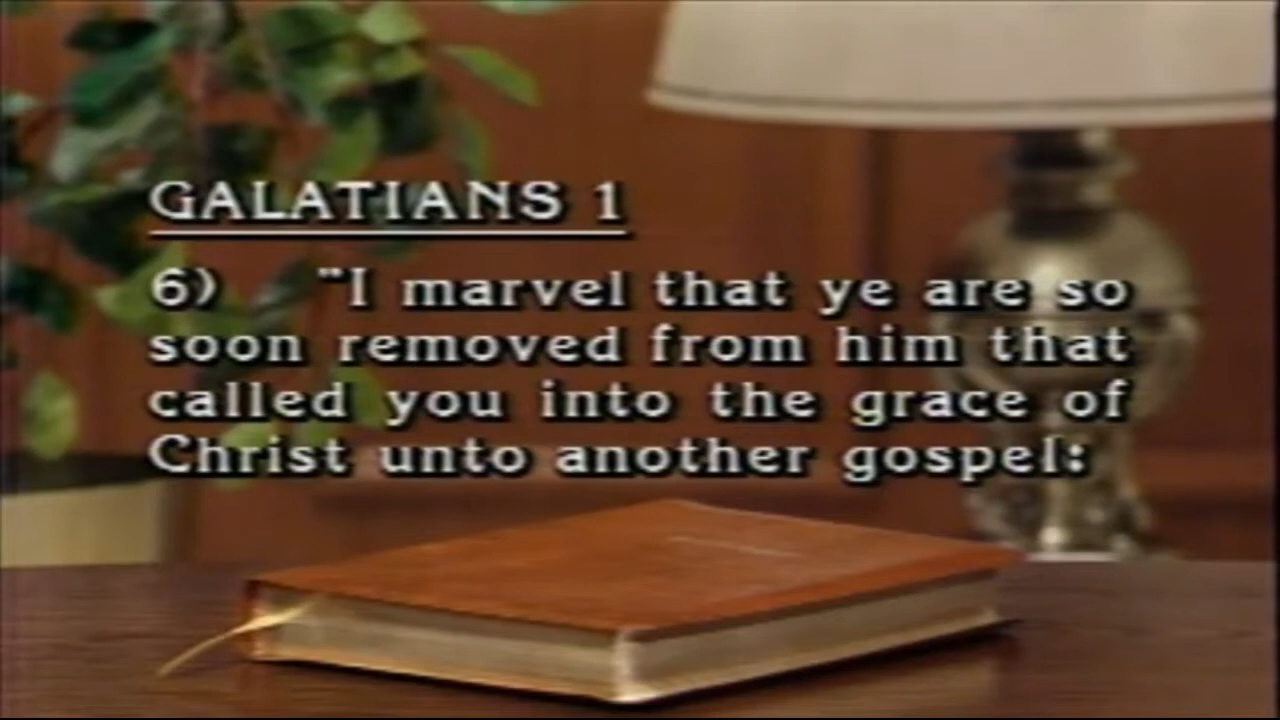 GALATIANS 1
6) "I marvel that ye are so
soon removed from him that
called you into the grace of
Christ unto another gospel: